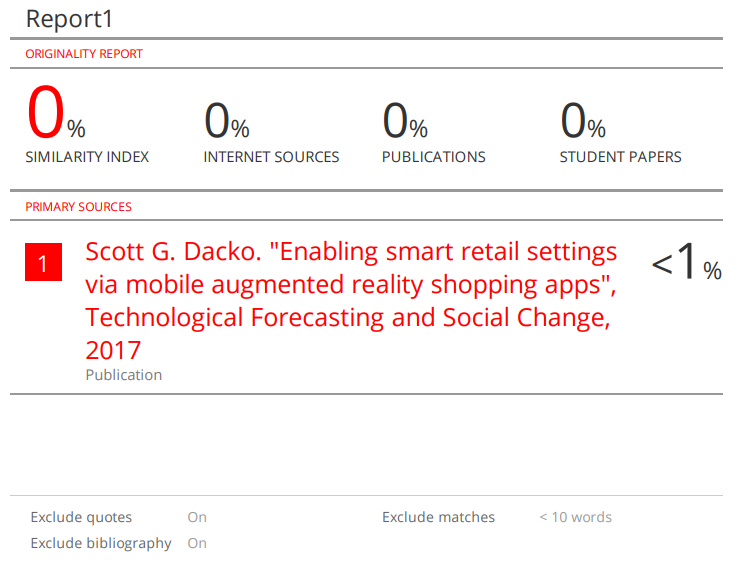 Report1
ORIGINALITY REPORT
0% 0% 0% 0%
SIMILARITY INDEX INTERNET SOURCES PUBLICATIONS STUDENT PAPERS
PRIMARY SOURCES
1 Scott G. Dacko. "Enabling smart retail settings <1%
via mobile augmented reality shopping apps",
Technological Forecasting and Social Change,
2017
Publication
Exclude quotes On Exclude matches < 10 words
Exclude bibliography On